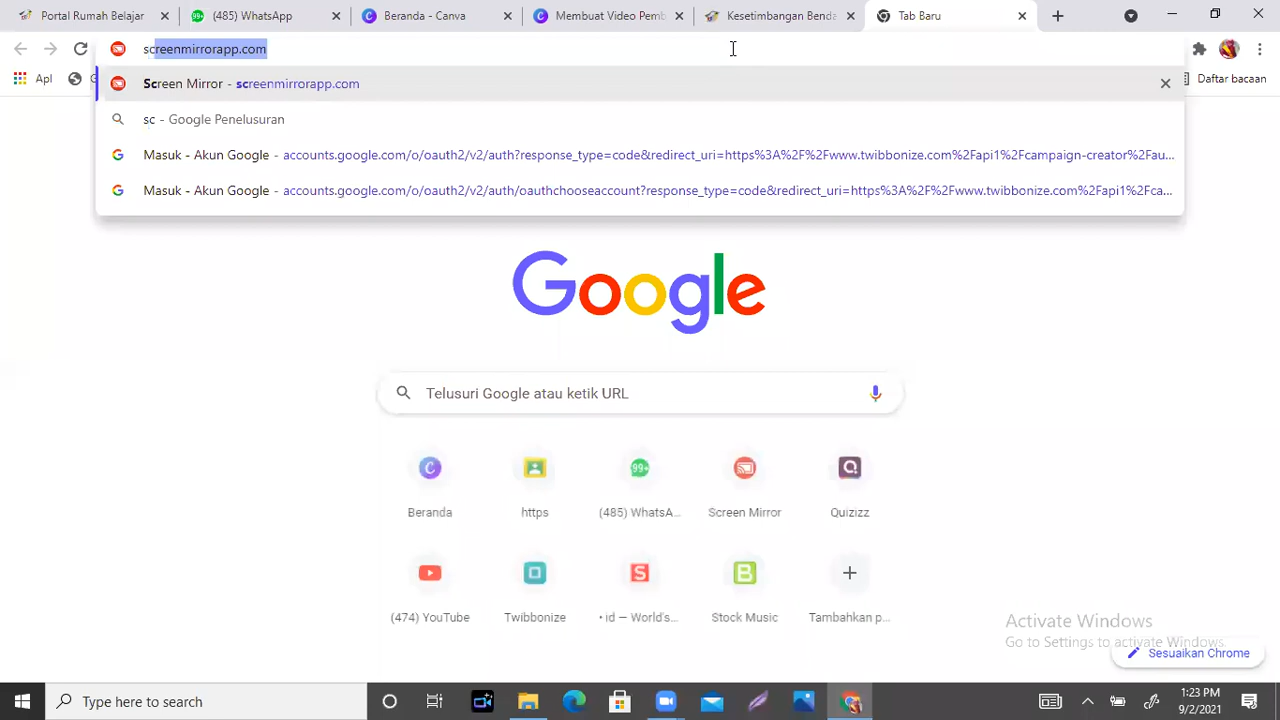 Portal Rumah Belajar
(485) WhatsApp
Beranda - Canva
Membuat Video Pemb
Kesetimbangan Benda
Tab Baru
screenmirrorapp.com
Apl
G
Daftar bacaan
Screen Mirror - screenmirrorapp.com
sc - Google Penelusuran
Masuk - Akun Google - accounts.google.com/o/oauth2/v2/auth?response_type=code&redirect_uri=https%3A%2F%2Fwww.twibbonize.com%2Fapi1%2Fcampaign-creator%2Fau...
Masuk - Akun Google - accounts.google.com/o/oauth2/v2/auth/oauthchooseaccount?response_type=code&redirect_uri=https%3A%2F%2Fwww.twibbonize.com%2Fapi1%2Fca...
Google
Telusuri Google atau ketik URL
99+
Beranda
https
(485) WhatsA...
Screen Mirror
Quizizz
(474) YouTube
Twibbonize
• id — World's...
Stock Music
Tambahkan p...
Activate Windows
Go to Settings to activate Windows.
Sesuaikan Chrome
Type here to search
1:23 PM
9/2/2021